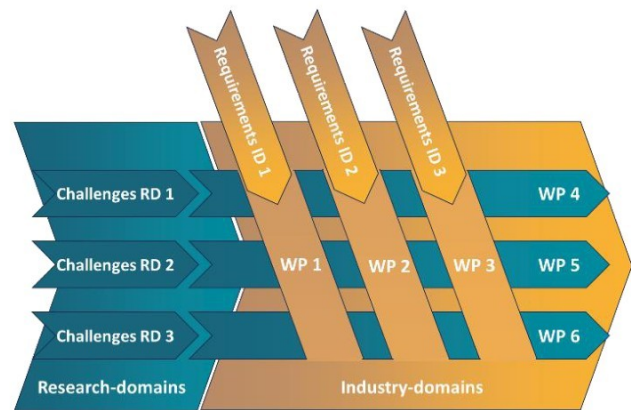 Requirements ID 1
Requirements ID 2
Requirements ID 3
Challenges RD 1
WP 4
Challenges RD 2
WP 1
WP 2
WP 3
WP 5
Challenges RD 3
WP 6
Research-domains
Industry-domains